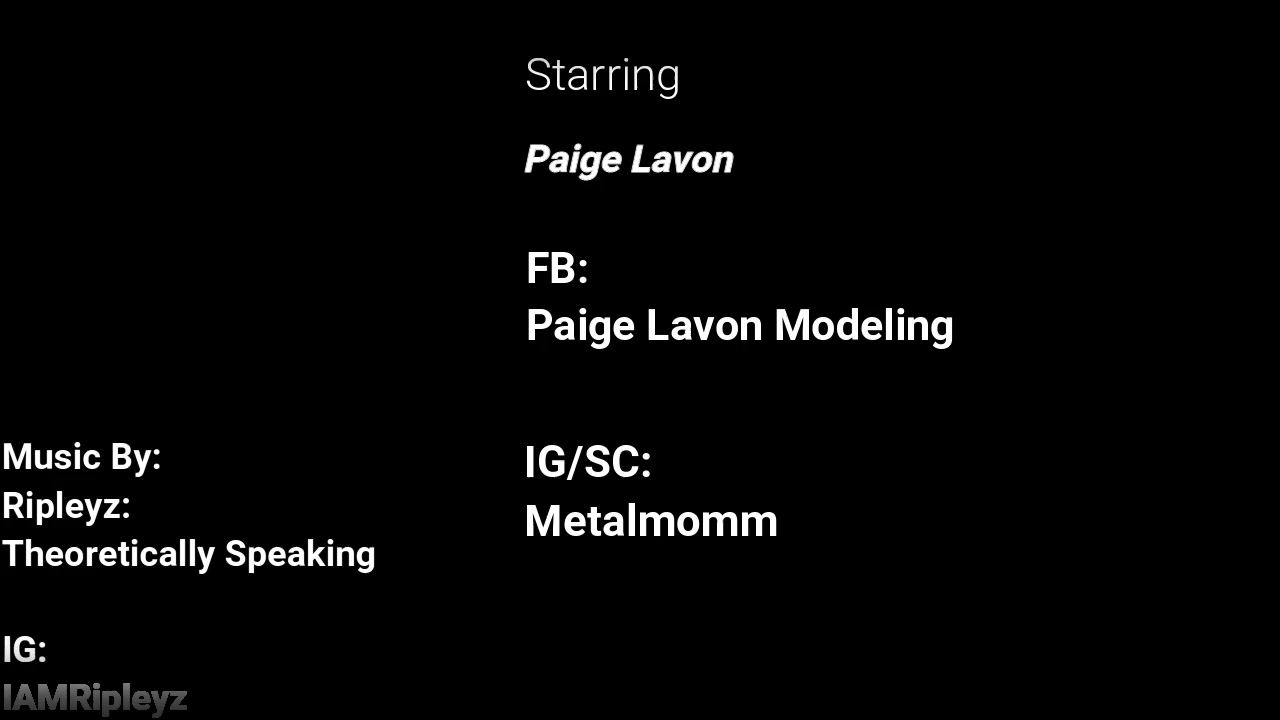 Starring
Paige Lavon
FB:
Paige Lavon Modeling
IG/SC:
Metalmomm
Music By:
Ripleyz:
Theoretically Speaking
IG:
IAMRipleyz